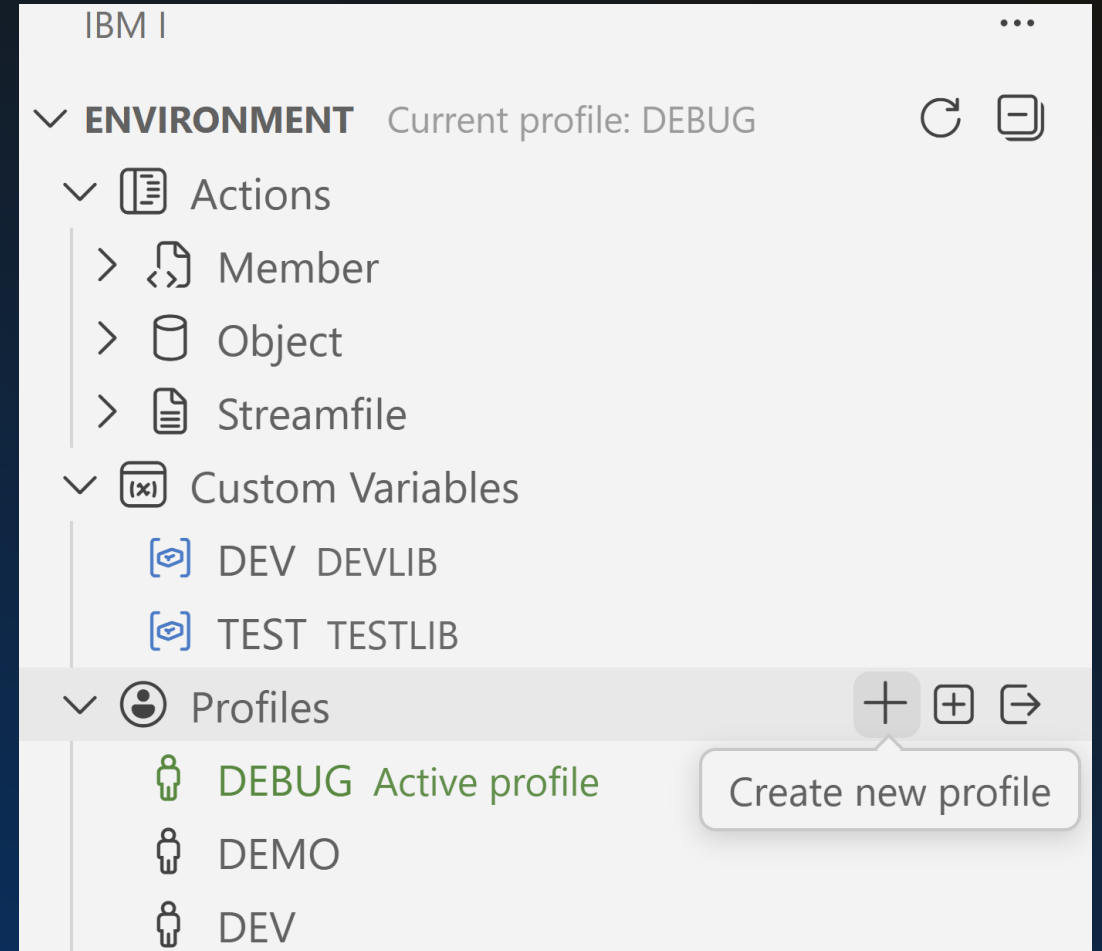 IBM I
ENVIRONMENT Current profile: DEBUG
Actions
Member
Object
Streamfile
Custom Variables
DEV DEVLIB
TEST TESTLIB
Profiles
DEBUG Active profile
Create new profile
DEMO
DEV